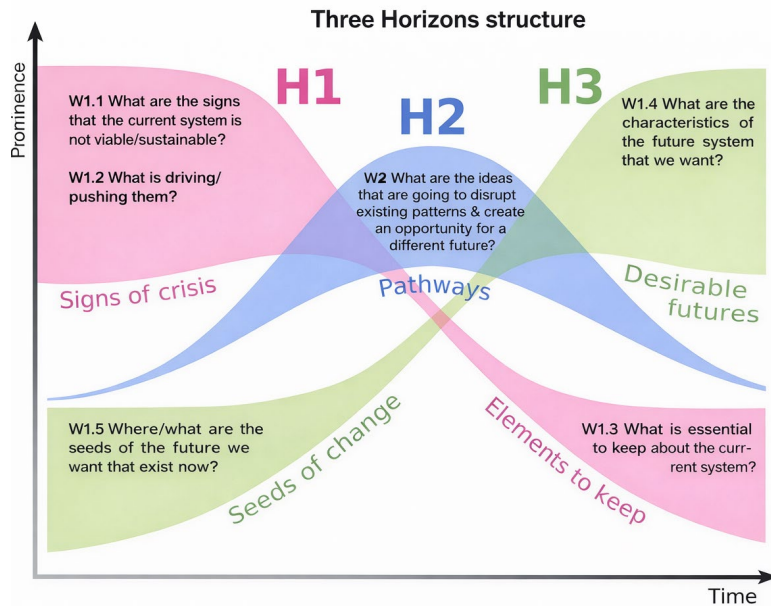 Three Horizons structure
Prominence
H1
H2
H3
W1.1 What are the signs
that the current system is
not viable/sustainable?
W1.2 What is driving/
pushing them?
W2 What are the ideas
that are going to disrupt
existing patterns & create
an opportunity for a
different future?
W1.4 What are the
characteristics of
the future system
that we want?
Signs of crisis
Pathways
Desirable
futures
W1.5 Where/what are the
seeds of the future we
want that exist now?
Seeds of change
Elements to keep
W1.3 What is essential
to keep about the cur-
rent system?
Time